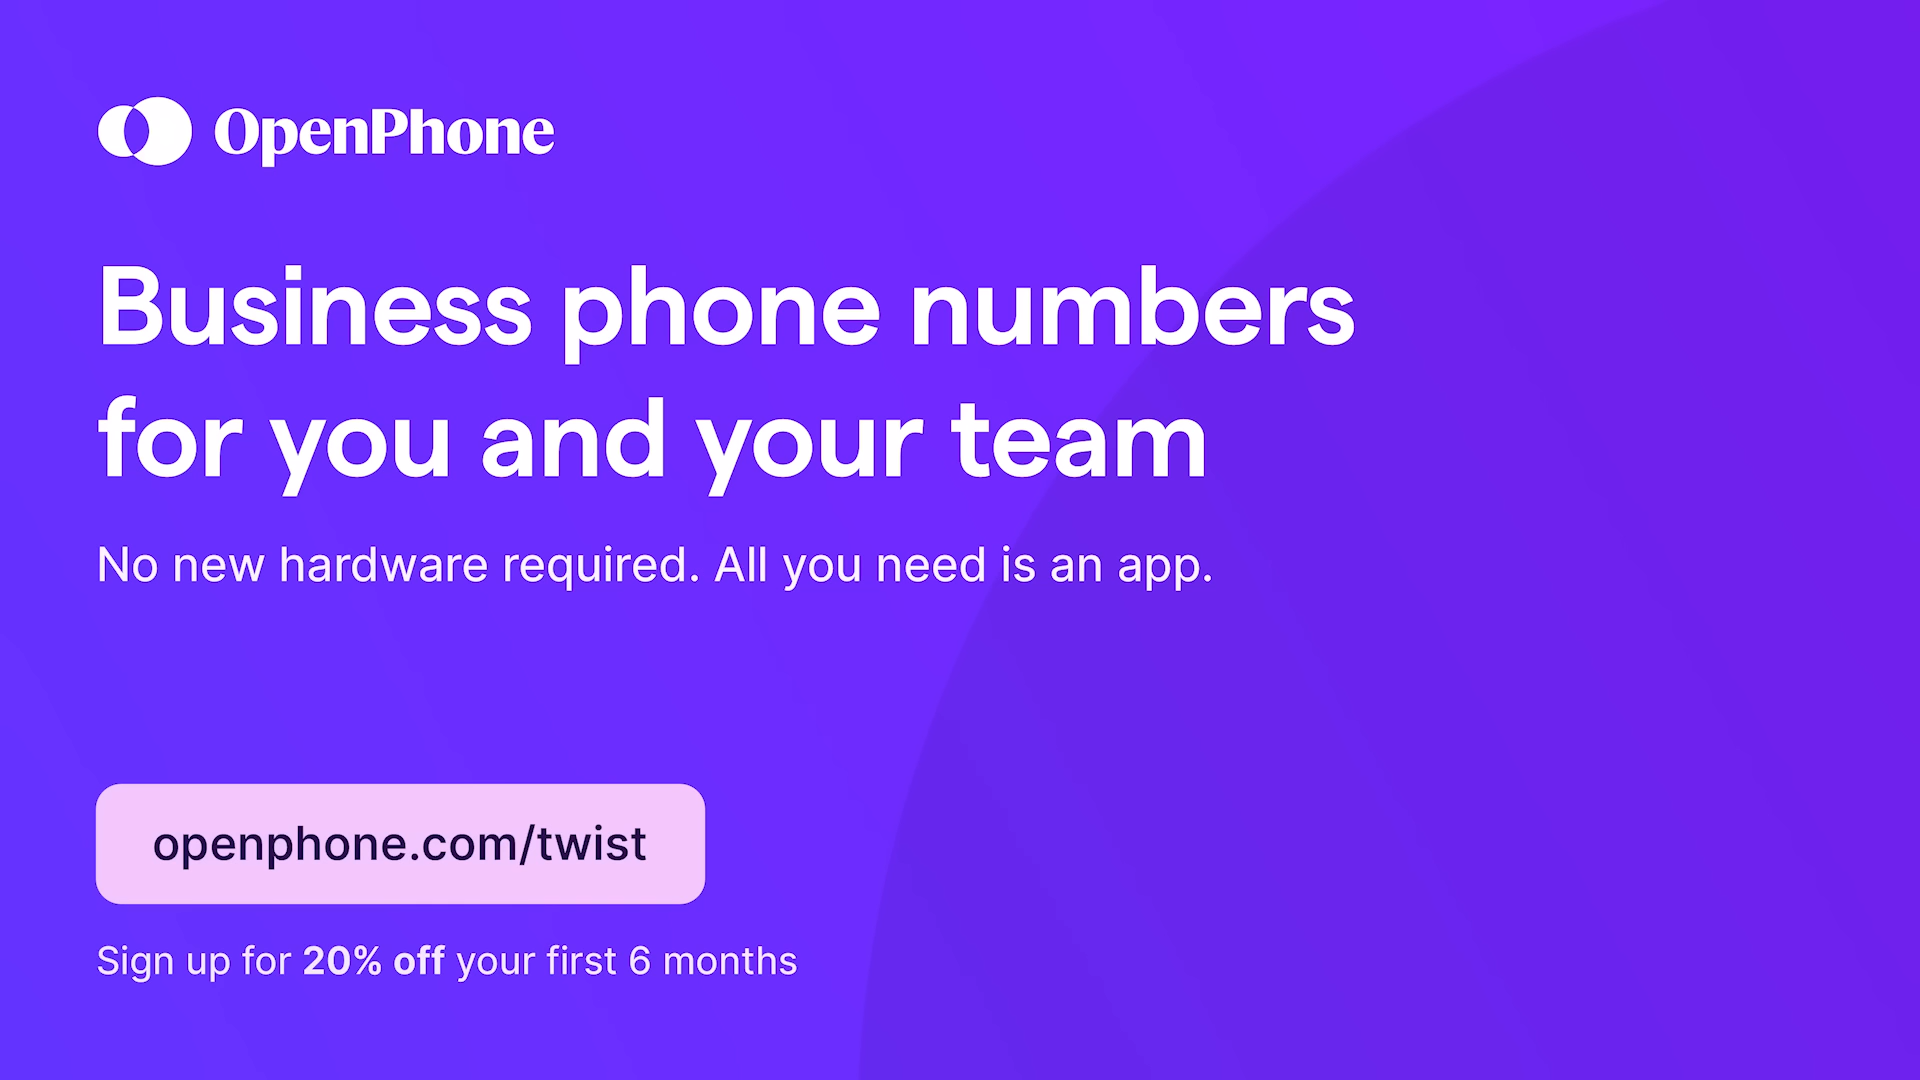 OpenPhone
Business phone numbers
for you and your team
No new hardware required. All you need is an app.
openphone.com/twist
Sign up for 20% off your first 6 months